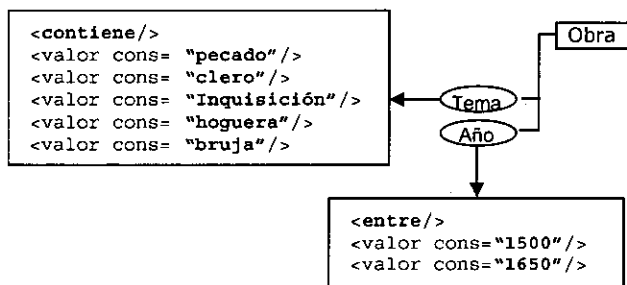 <contiene/>
<valor cons= “pecado”/>
<valor cons= “clero”/>
<valor cons= “Inquisición”/>
<valor cons= “hoguera”/>
<valor cons= “bruja”/>
Obra
Tema
Año
<entre/>
<valor cons=“1500”/>
<valor cons=“1650”/>